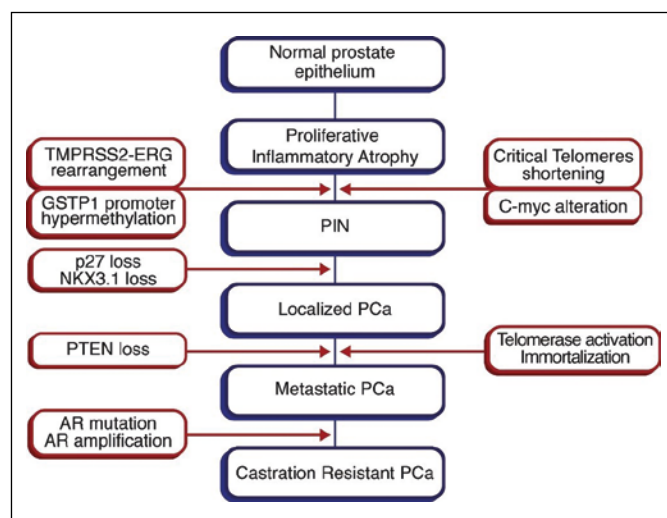 Normal prostate
epithelium
Proliferative
Inflammatory Atrophy
TMPRSS2-ERG
rearrangement
GSTP1 promoter
hypermethylation
Critical Telomeres
shortening
C-myc alteration
PIN
p27 loss
NKX3.1 loss
Localized PCa
PTEN loss
Telomerase activation
Immortalization
Metastatic PCa
AR mutation
AR amplification
Castration Resistant PCa